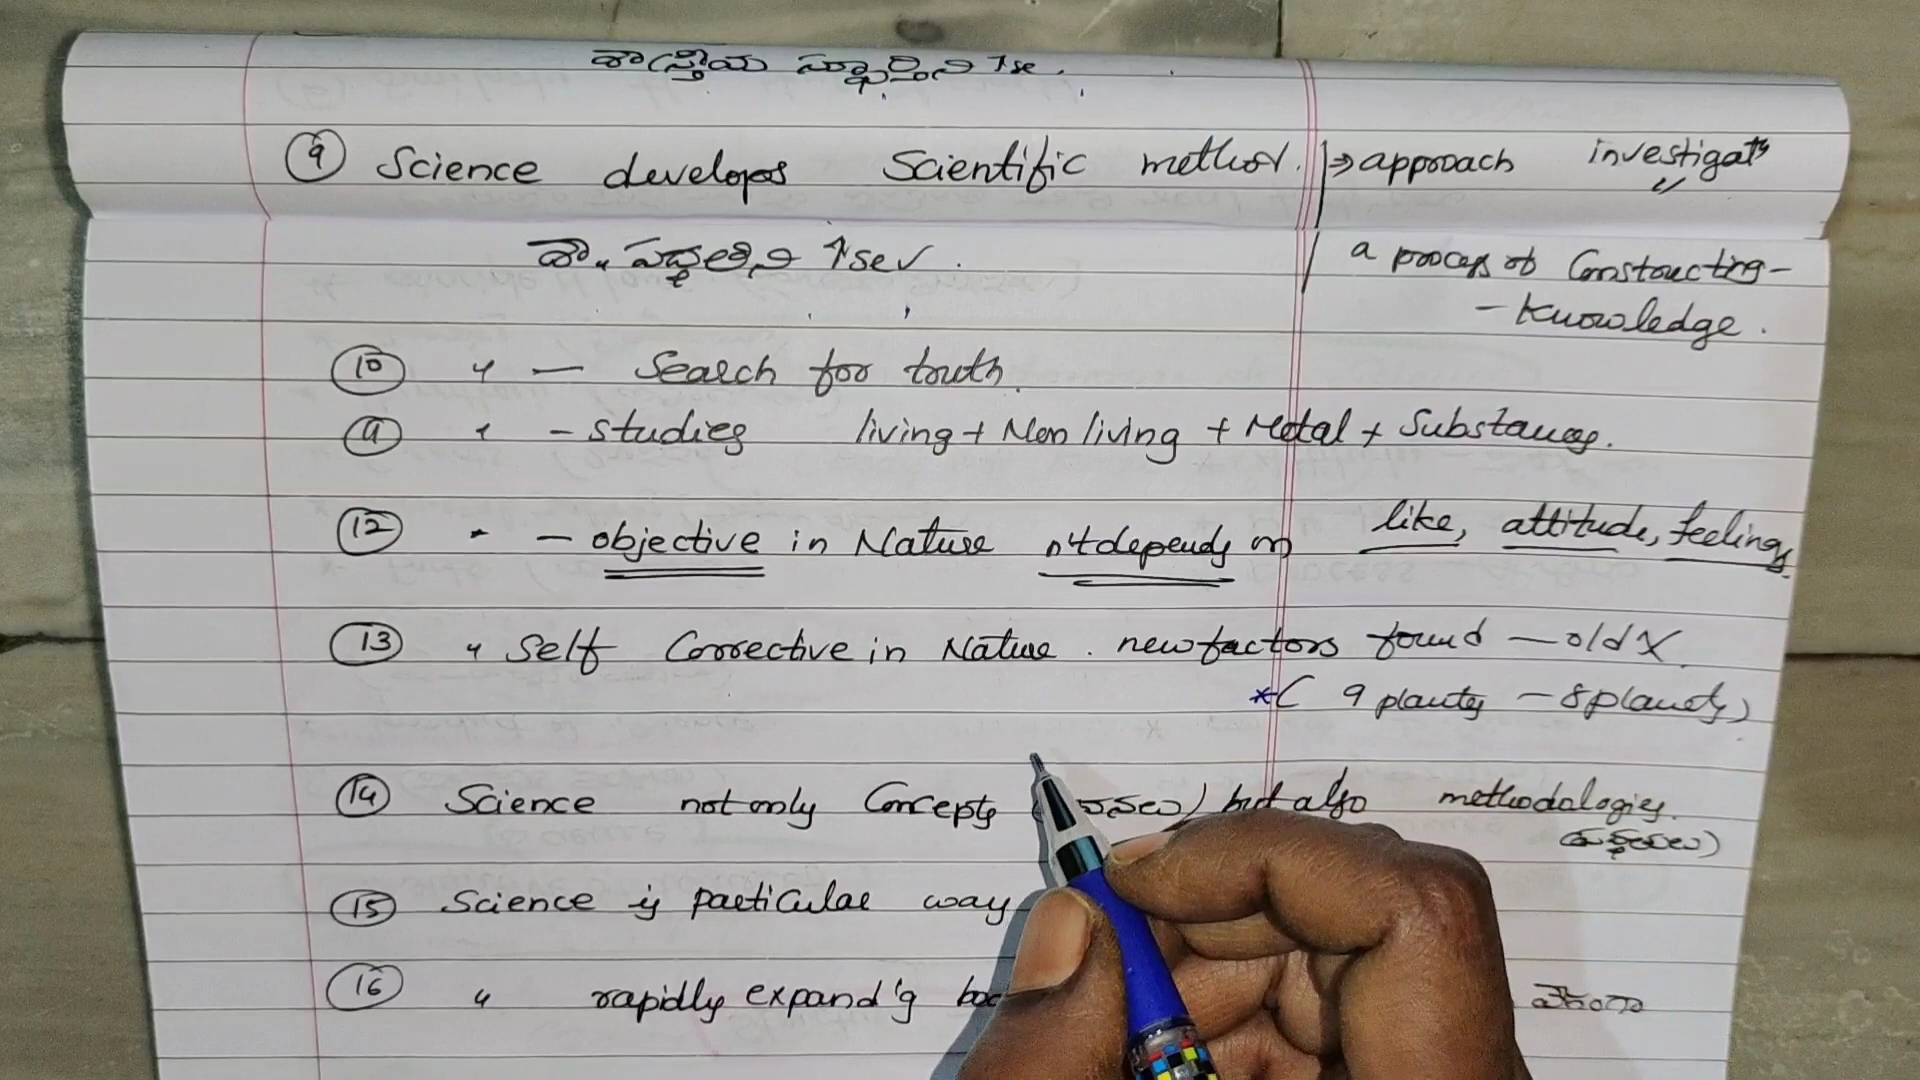 శాస్త్రీయ స్ఫూర్తిని ↑se.
⑨ Science develops Scientific method. ⇒ approach investigat
శా.. పద్ధతిని ↑se✓.
a process of Constructing -
- Knowledge.
⑩ " — Search for truth.
⑪ " - studies living + Non living + Metal + Substances.
⑫ " — objective in Nature n't depends on like, attitude, feelings.
⑬ " Self Corrective in Nature. new factors found — old X
*( 9 planets — 8 planets)
⑭ Science not only Concepts but also methodologies.
⑮ Science is particular way
⑯ " rapidly expand'g